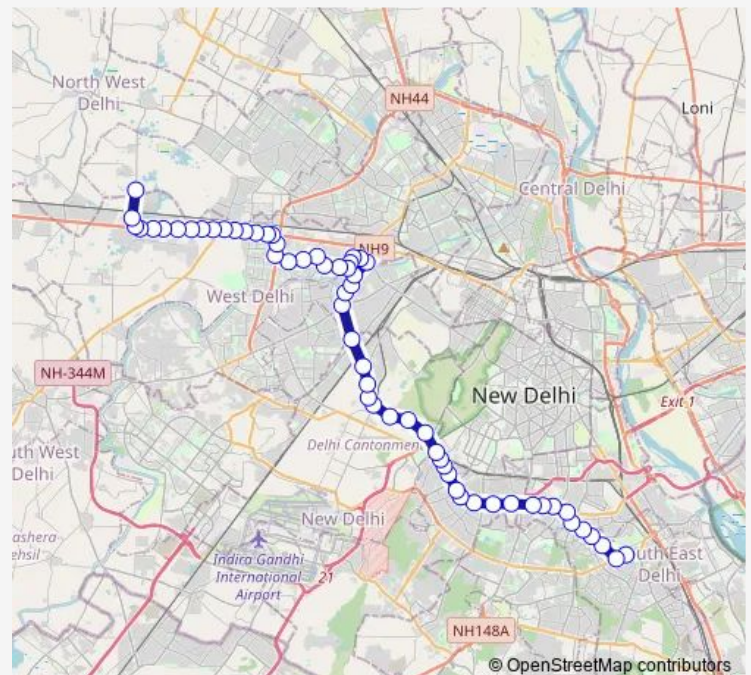 North West
Delhi
NH44
Loni
Central Delhi
NH9
West Delhi
NH-344M
New Delhi
Exit 1
uth West
Delhi
Delhi Cantonmen
New Delhi
ashera
ehsil
Indira Gandhi
International
Airport
21
outh East
Delhi
NH148A
© OpenStreetMap contributors